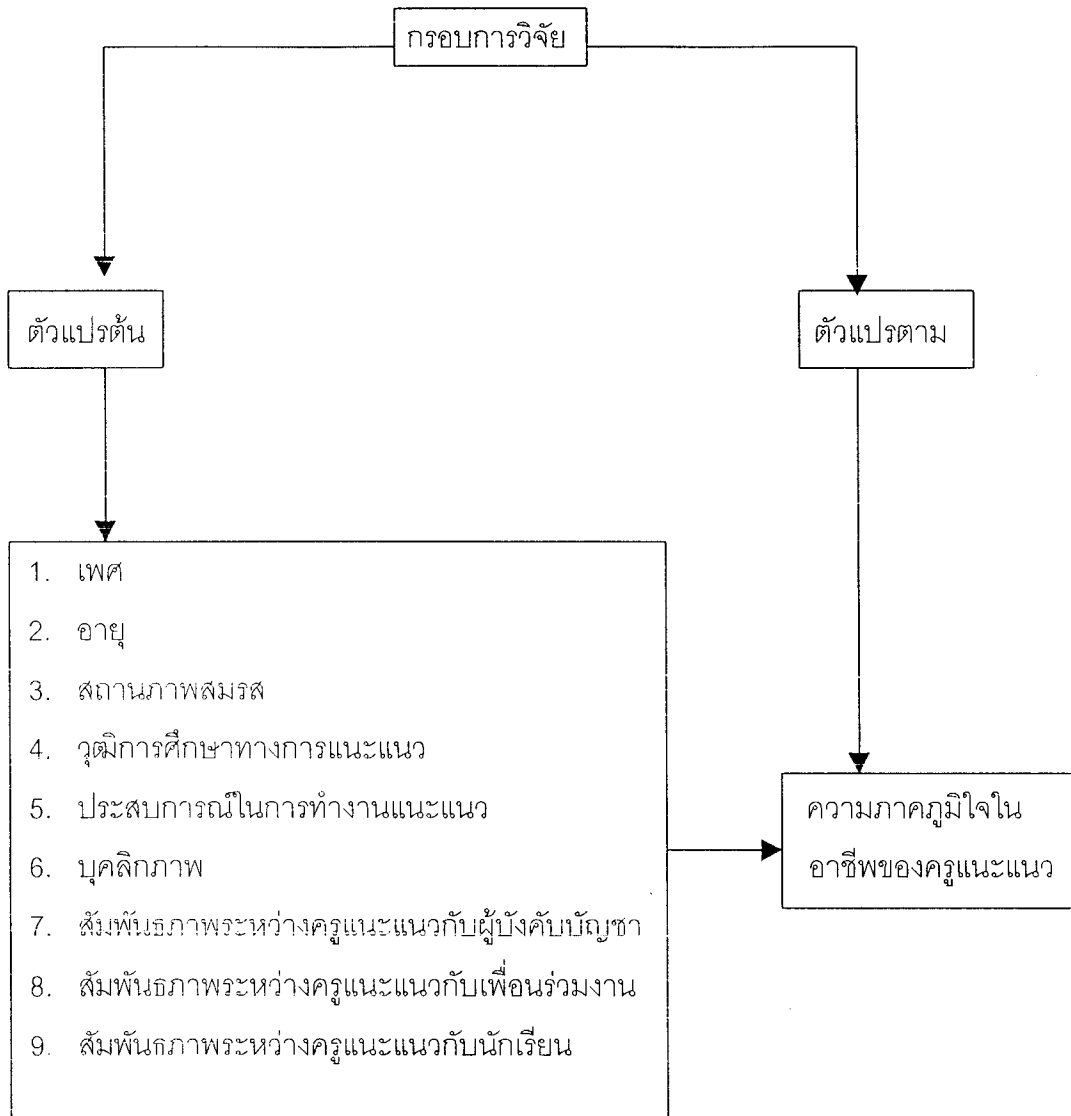 กรอบการวิจัย
ตัวแปรต้น
ตัวแปรตาม
1. เพศ
2. อายุ
3. สถานภาพสมรส
4. วุฒิการศึกษาทางการแนะแนว
5. ประสบการณ์ในการทำงานแนะแนว
6. บุคลิกภาพ
7. สัมพันธภาพระหว่างครูแนะแนวกับผู้บังคับบัญชา
8. สัมพันธภาพระหว่างครูแนะแนวกับเพื่อนร่วมงาน
9. สัมพันธภาพระหว่างครูแนะแนวกับนักเรียน
ความภาคภูมิใจใน
อาชีพของครูแนะแนว